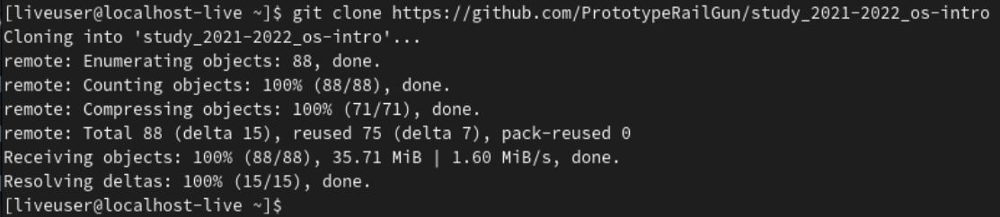 [liveuser@localhost-live ~]$ git clone https://github.com/PrototypeRailGun/study_2021-2022_os-intro
Cloning into 'study_2021-2022_os-intro'...
remote: Enumerating objects: 88, done.
remote: Counting objects: 100% (88/88), done.
remote: Compressing objects: 100% (71/71), done.
remote: Total 88 (delta 15), reused 75 (delta 7), pack-reused 0
Receiving objects: 100% (88/88), 35.71 MiB | 1.60 MiB/s, done.
Resolving deltas: 100% (15/15), done.
[liveuser@localhost-live ~]$